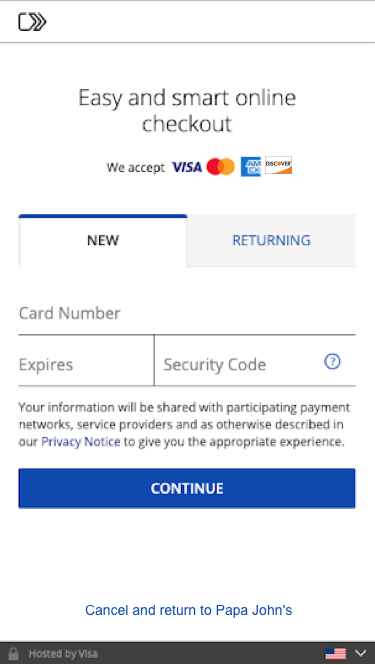 Easy and smart online
checkout
We accept VISA AMEX DISCOVER
NEW RETURNING
Card Number
Expires Security Code ?
Your information will be shared with participating payment
networks, service providers and as otherwise described in
our Privacy Notice to give you the appropriate experience.
CONTINUE
Cancel and return to Papa John's
Hosted by Visa